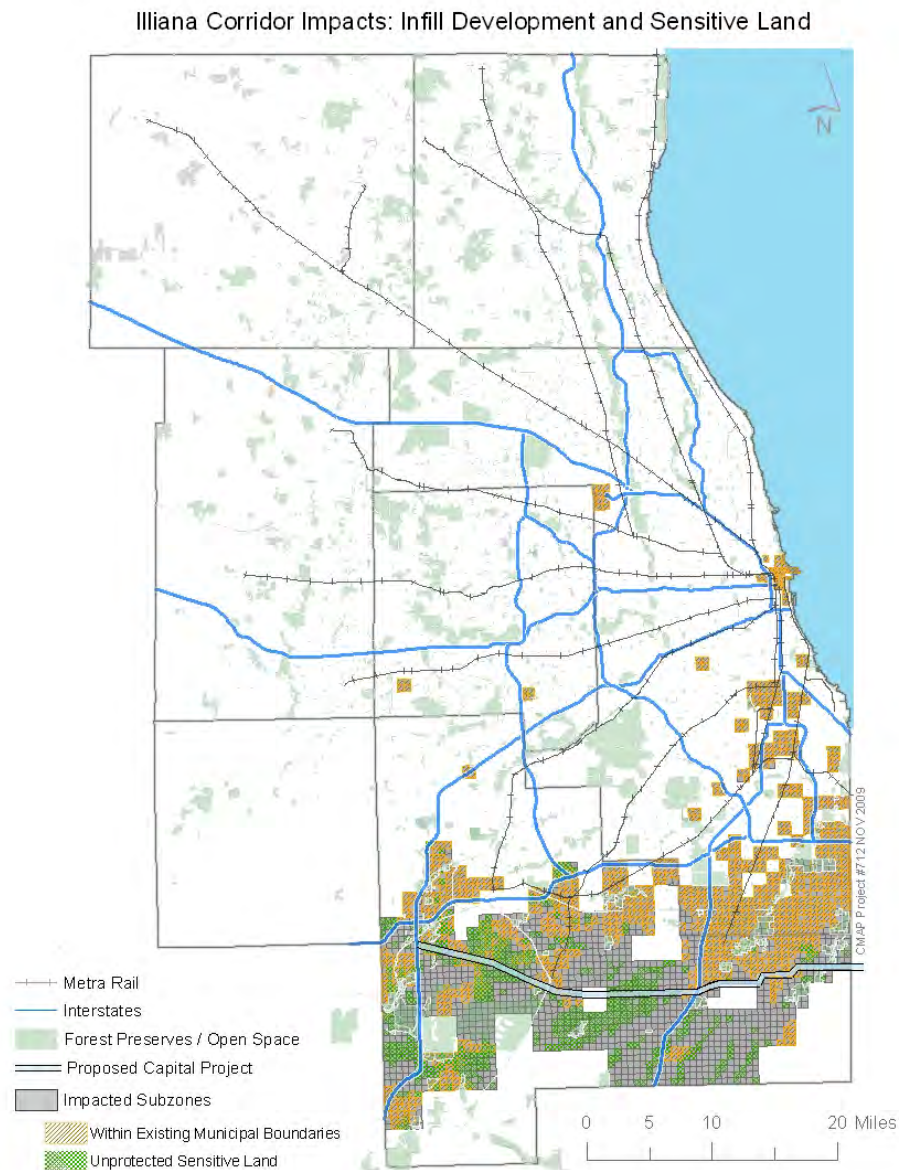 Illiana Corridor Impacts: Infill Development and Sensitive Land
N
CMAP Project #712 NOV 2009
Metra Rail
Interstates
Forest Preserves / Open Space
Proposed Capital Project
Impacted Subzones
Within Existing Municipal Boundaries
Unprotected Sensitive Land
0 5 10 20 Miles